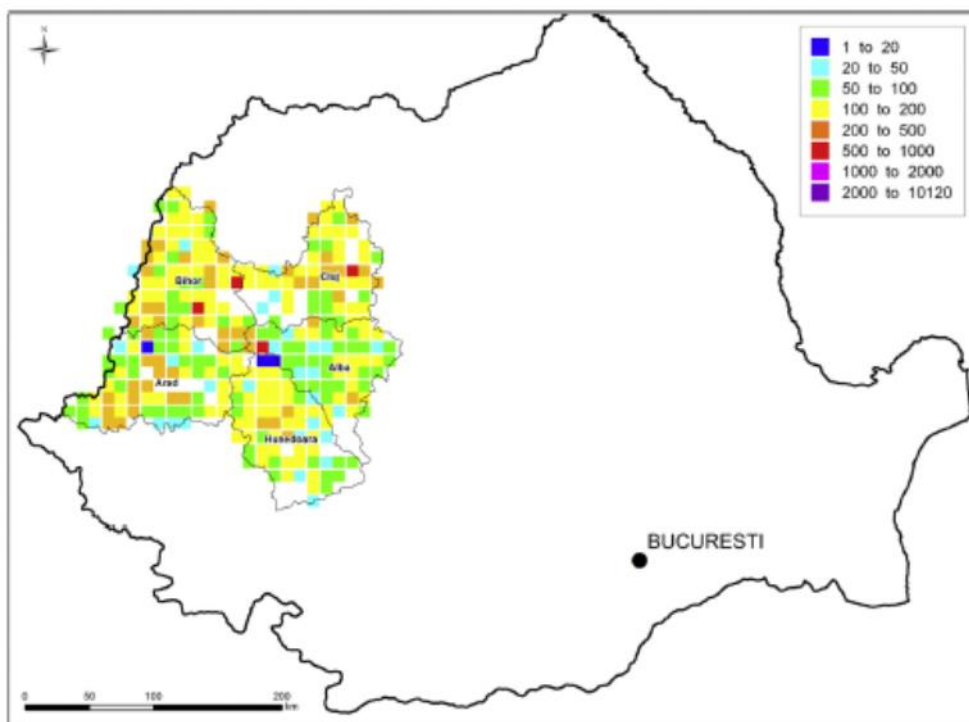 N
1 to 20
20 to 50
50 to 100
100 to 200
200 to 500
500 to 1000
1000 to 2000
2000 to 10120
Bihor
Cluj
Alba
Arad
Hunedoara
BUCURESTI
0 50 100 200
km